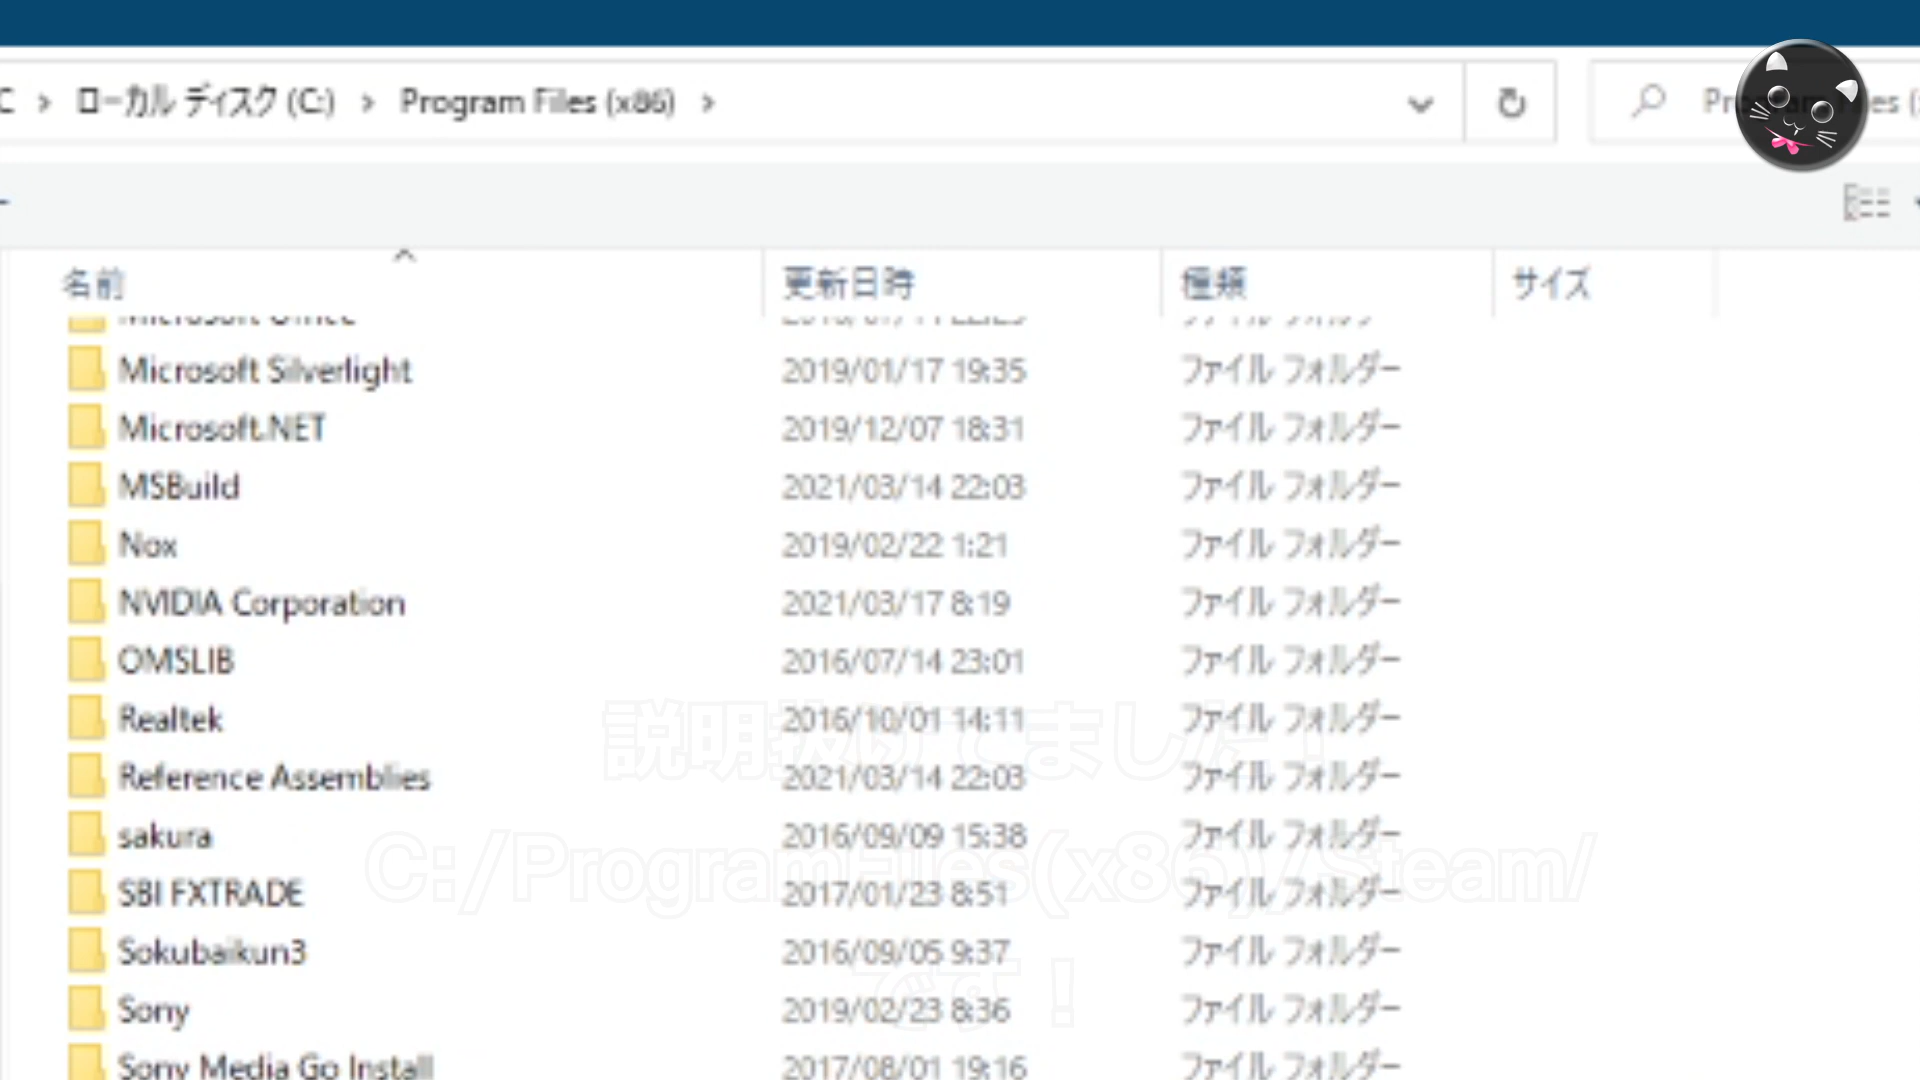 C › ローカル ディスク (C:) › Program Files (x86) ›
名前 更新日時 種類 サイズ
Microsoft Office
Microsoft Silverlight 2019/01/17 19:35 ファイル フォルダー
Microsoft.NET 2019/12/07 18:31 ファイル フォルダー
MSBuild 2021/03/14 22:03 ファイル フォルダー
Nox 2019/02/22 1:21 ファイル フォルダー
NVIDIA Corporation 2021/03/17 8:19 ファイル フォルダー
OMSLIB 2016/07/14 23:01 ファイル フォルダー
Realtek 2016/10/01 14:11 ファイル フォルダー
Reference Assemblies 2021/03/14 22:03 ファイル フォルダー
sakura 2016/09/09 15:38 ファイル フォルダー
SBI FXTRADE 2017/01/23 8:51 ファイル フォルダー
Sokubaikun3 2016/09/05 9:37 ファイル フォルダー
Sony 2019/02/23 8:36 ファイル フォルダー
Sony Media Go Install 2017/08/01 19:16 ファイル フォルダー
説明抜けてました！
C:/ProgramFiles(x86)/Steam/
です！